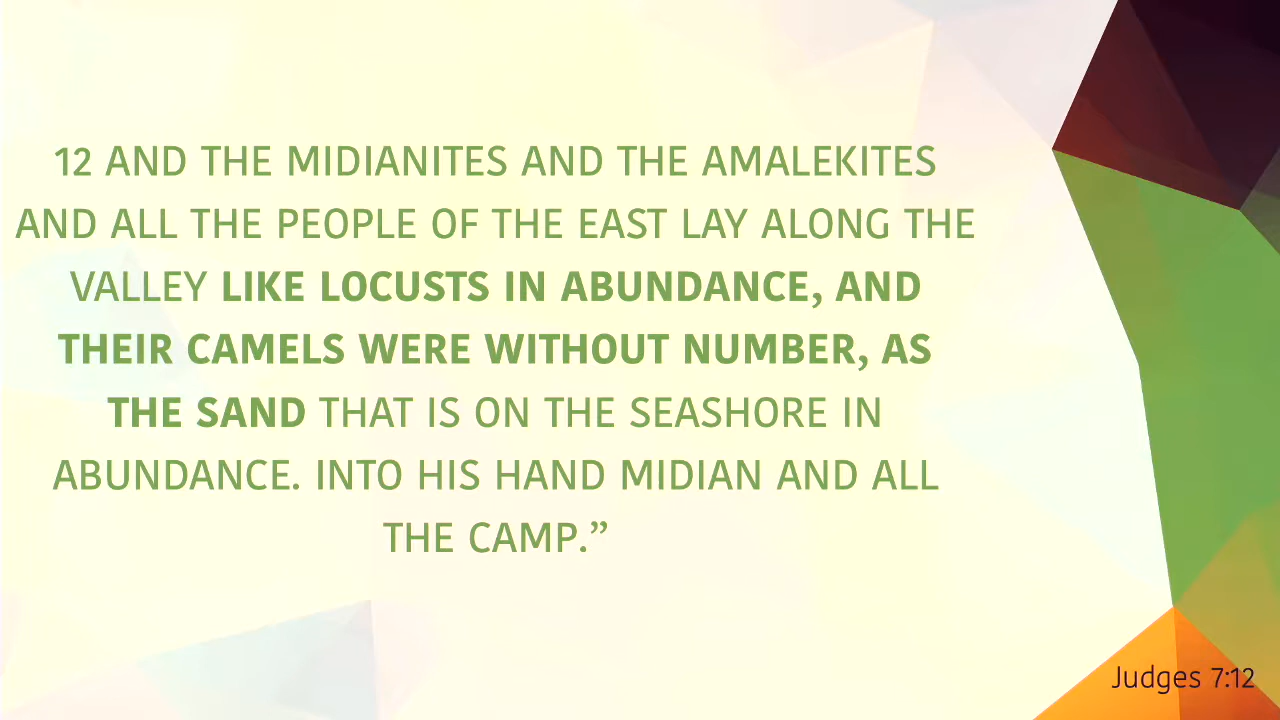 12 AND THE MIDIANITES AND THE AMALEKITES
AND ALL THE PEOPLE OF THE EAST LAY ALONG THE
VALLEY LIKE LOCUSTS IN ABUNDANCE, AND
THEIR CAMELS WERE WITHOUT NUMBER, AS
THE SAND THAT IS ON THE SEASHORE IN
ABUNDANCE. INTO HIS HAND MIDIAN AND ALL
THE CAMP.”
Judges 7:12